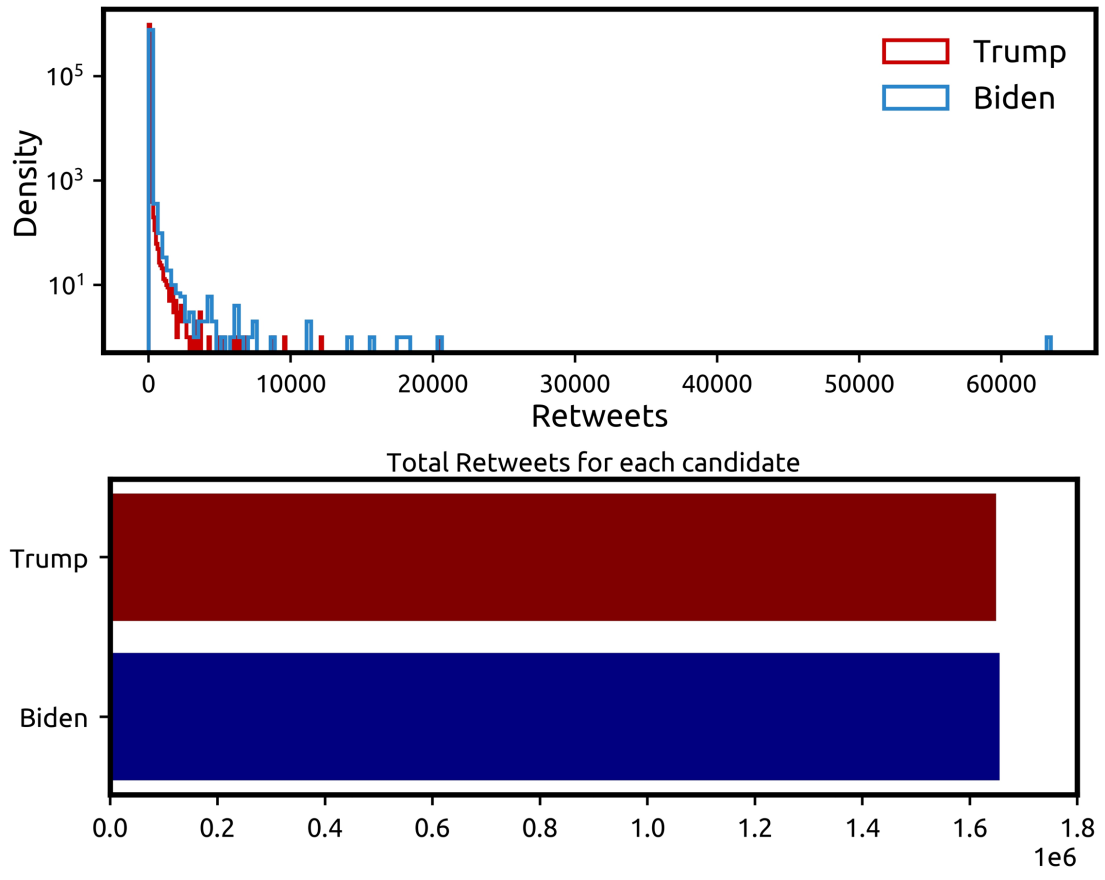 Trump
Biden
10^5
10^3
10^1
Density
0 10000 20000 30000 40000 50000 60000
Retweets
Total Retweets for each candidate
Trump
Biden
0.0 0.2 0.4 0.6 0.8 1.0 1.2 1.4 1.6 1.8
1e6